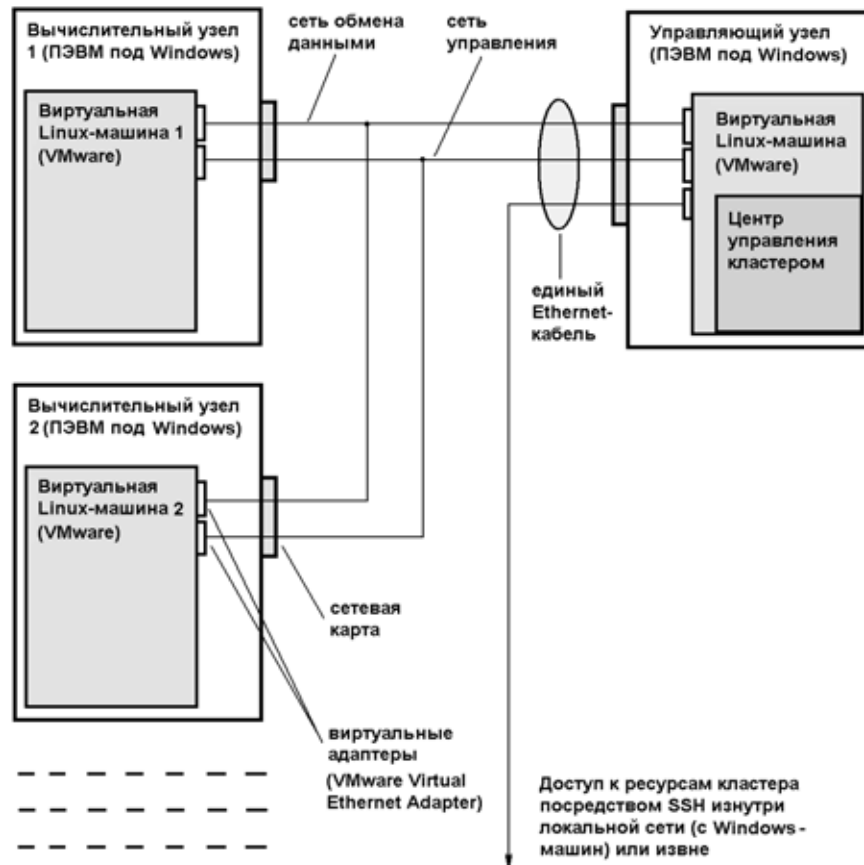 Вычислительный узел
1 (ПЭВМ под Windows)
Виртуальная
Linux-машина 1
(VMware)
сеть обмена
данными
сеть
управления
Управляющий узел
(ПЭВМ под Windows)
Виртуальная
Linux-машина
(VMware)
Центр
управления
кластером
единый
Ethernet-
кабель
Вычислительный узел
2 (ПЭВМ под Windows)
Виртуальная
Linux-машина 2
(VMware)
сетевая
карта
виртуальные
адаптеры
(VMware Virtual
Ethernet Adapter)
Доступ к ресурсам кластера
посредством SSH изнутри
локальной сети (с Windows -
машин) или извне